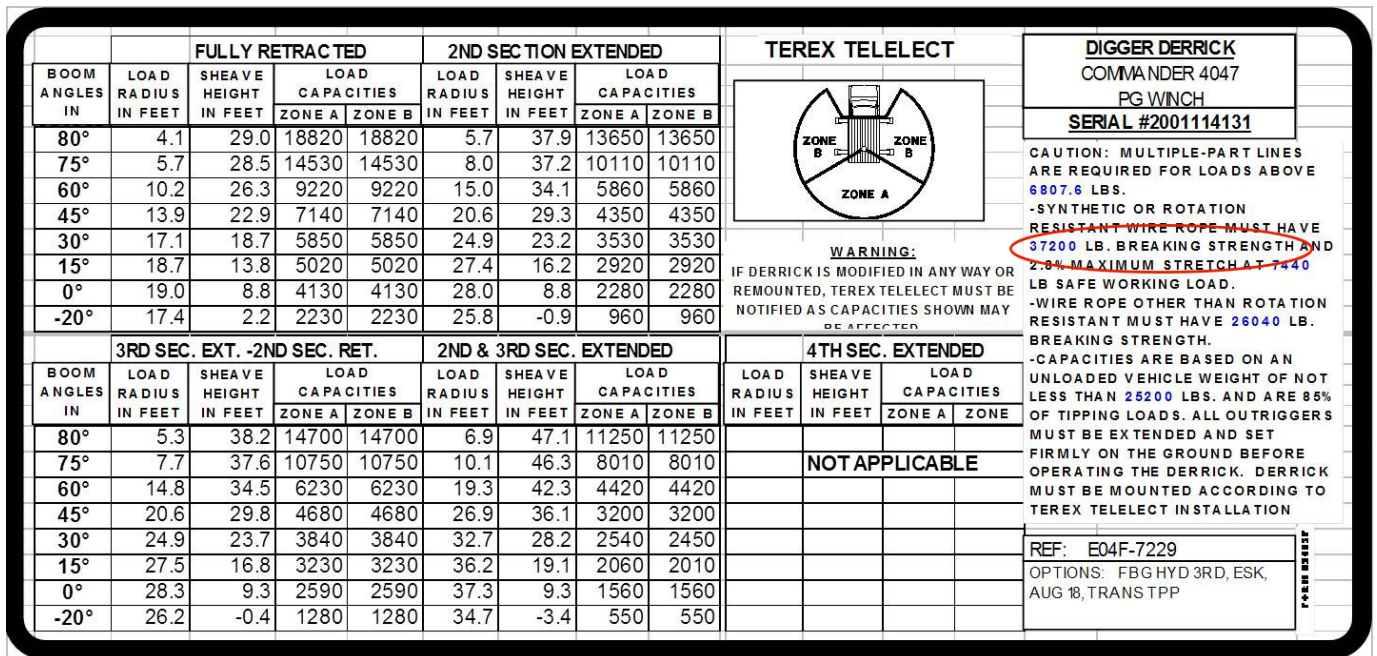 FULLY RETRACTED 2ND SECTION EXTENDED
BOOM ANGLES IN LOAD RADIUS IN FEET SHEAVE HEIGHT IN FEET LOAD CAPACITIES ZONE A ZONE B LOAD RADIUS IN FEET SHEAVE HEIGHT IN FEET LOAD CAPACITIES ZONE A ZONE B
80° 4.1 29.0 18820 18820 5.7 37.9 13650 13650
75° 5.7 28.5 14530 14530 8.0 37.2 10110 10110
60° 10.2 26.3 9220 9220 15.0 34.1 5860 5860
45° 13.9 22.9 7140 7140 20.6 29.3 4350 4350
30° 17.1 18.7 5850 5850 24.9 23.2 3530 3530
15° 18.7 13.8 5020 5020 27.4 16.2 2920 2920
0° 19.0 8.8 4130 4130 28.0 8.8 2280 2280
-20° 17.4 2.2 2230 2230 25.8 -0.9 960 960
TEREX TELELECT
ZONE B
ZONE B
ZONE A
WARNING:
IF DERRICK IS MODIFIED IN ANY WAY OR
REMOUNTED, TEREX TELELECT MUST BE
NOTIFIED AS CAPACITIES SHOWN MAY
BE AFFECTED
3RD SEC. EXT. -2ND SEC. RET. 2ND & 3RD SEC. EXTENDED 4TH SEC. EXTENDED
BOOM ANGLES IN LOAD RADIUS IN FEET SHEAVE HEIGHT IN FEET LOAD CAPACITIES ZONE A ZONE B LOAD RADIUS IN FEET SHEAVE HEIGHT IN FEET LOAD CAPACITIES ZONE A ZONE B LOAD RADIUS IN FEET SHEAVE HEIGHT IN FEET LOAD CAPACITIES ZONE A ZONE
80° 5.3 38.2 14700 14700 6.9 47.1 11250 11250
75° 7.7 37.6 10750 10750 10.1 46.3 8010 8010
NOT APPLICABLE
60° 14.8 34.5 6230 6230 19.3 42.3 4420 4420
45° 20.6 29.8 4680 4680 26.9 36.1 3200 3200
30° 24.9 23.7 3840 3840 32.7 28.2 2540 2450
15° 27.5 16.8 3230 3230 36.2 19.1 2060 2010
0° 28.3 9.3 2590 2590 37.3 9.3 1560 1560
-20° 26.2 -0.4 1280 1280 34.7 -3.4 550 550
DIGGER DERRICK
COMMANDER 4047
PG WINCH
SERIAL #2001114131
CAUTION: MULTIPLE-PART LINES
ARE REQUIRED FOR LOADS ABOVE
6807.6 LBS.
-SYNTHETIC OR ROTATION
RESISTANT WIRE ROPE MUST HAVE
37200 LB. BREAKING STRENGTH AND
2.8% MAXIMUM STRETCH AT 7440
LB SAFE WORKING LOAD.
-WIRE ROPE OTHER THAN ROTATION
RESISTANT MUST HAVE 26040 LB.
BREAKING STRENGTH.
-CAPACITIES ARE BASED ON AN
UNLOADED VEHICLE WEIGHT OF NOT
LESS THAN 25200 LBS. AND ARE 85%
OF TIPPING LOADS. ALL OUTRIGGERS
MUST BE EXTENDED AND SET
FIRMLY ON THE GROUND BEFORE
OPERATING THE DERRICK. DERRICK
MUST BE MOUNTED ACCORDING TO
TEREX TELELECT INSTALLATION
REF: E04F-7229
OPTIONS: FBG HYD 3RD, ESK,
AUG 18, TRANS TPP